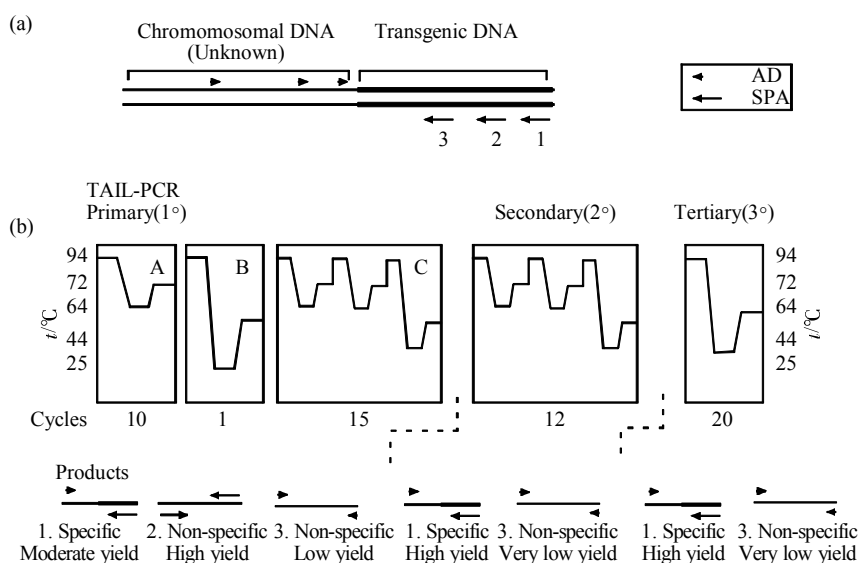 (a)
Chromomosomal DNA
(Unknown)
Transgenic DNA
AD
SPA
3 2 1
TAIL-PCR
Primary(1°)
Secondary(2°)
Tertiary(3°)
(b)
t/°C
94
72
64
44
25
A
B
C
94
72
64
44
25
t/°C
Cycles 10 1 15 12 20
Products
1. Specific
Moderate yield
2. Non-specific
High yield
3. Non-specific
Low yield
1. Specific
High yield
3. Non-specific
Very low yield
1. Specific
High yield
3. Non-specific
Very low yield